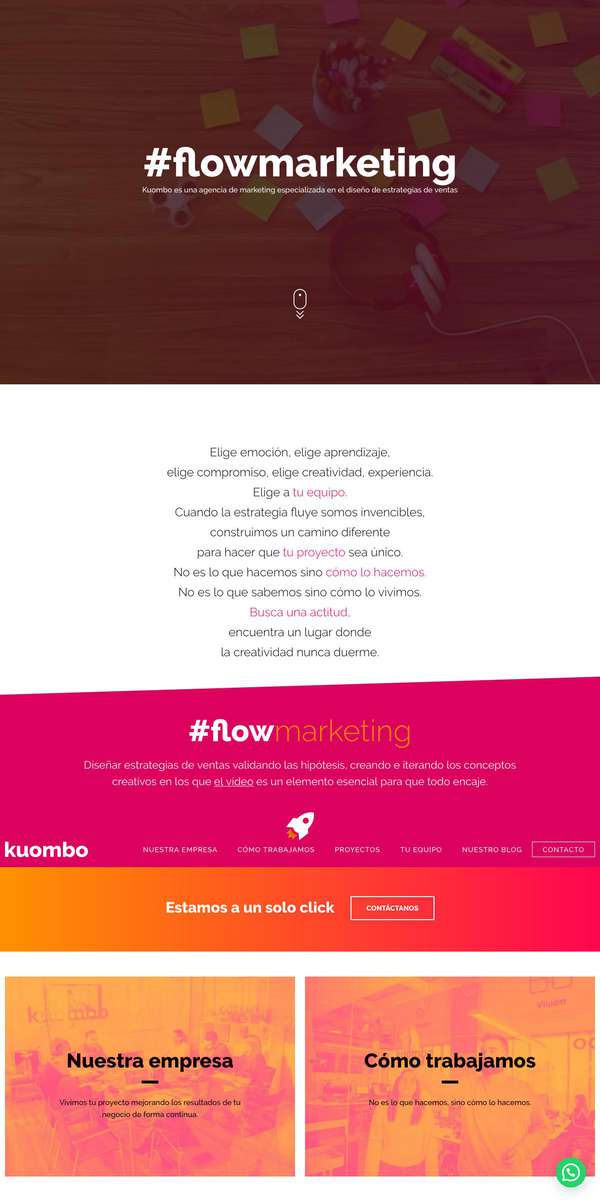 #flowmarketing
Kuombo es una agencia de marketing especializada en el diseño de estrategias de ventas
Elige emoción, elige aprendizaje,
elige compromiso, elige creatividad, experiencia.
Elige a tu equipo.
Cuando la estrategia fluye somos invencibles,
construimos un camino diferente
para hacer que tu proyecto sea único.
No es lo que hacemos sino cómo lo hacemos.
No es lo que sabemos sino cómo lo vivimos.
Busca una actitud,
encuentra un lugar donde
la creatividad nunca duerme.
#flowmarketing
Diseñar estrategias de ventas validando las hipótesis, creando e iterando los conceptos
creativos en los que el video es un elemento esencial para que todo encaje.
kuombo
NUESTRA EMPRESA CÓMO TRABAJAMOS PROYECTOS TU EQUIPO NUESTRO BLOG CONTACTO
Estamos a un solo click CONTÁCTANOS
kuombo
Visión
Nuestra empresa
Vivimos tu proyecto mejorando los resultados de tu
negocio de forma continua.
Cómo trabajamos
No es lo que hacemos, sino cómo lo hacemos.